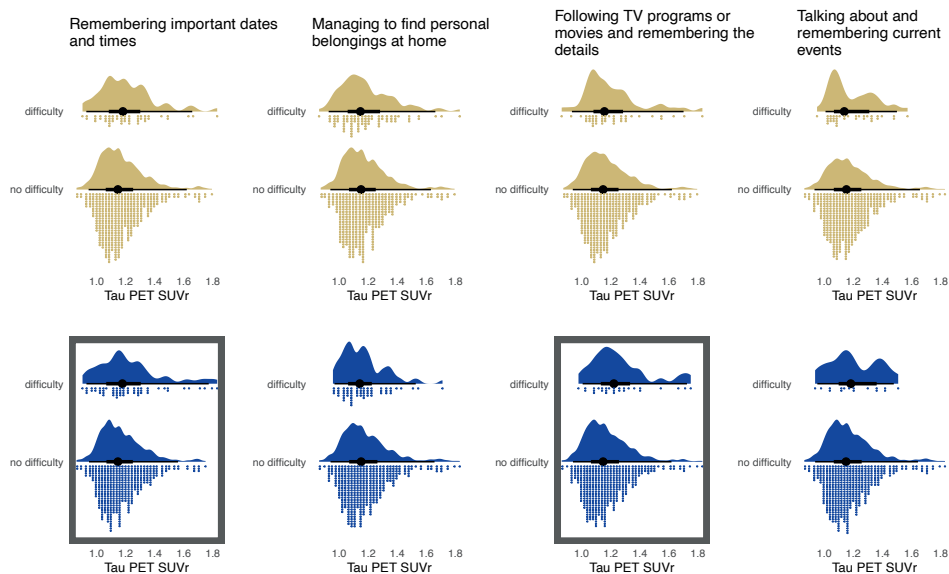 Remembering important dates
and times
Managing to find personal
belongings at home
Following TV programs or
movies and remembering the
details
Talking about and
remembering current
events
difficulty
difficulty
difficulty
difficulty
no difficulty
no difficulty
no difficulty
no difficulty
1.0 1.2 1.4 1.6 1.8
1.0 1.2 1.4 1.6 1.8
1.0 1.2 1.4 1.6 1.8
1.0 1.2 1.4 1.6 1.8
Tau PET SUVr
Tau PET SUVr
Tau PET SUVr
Tau PET SUVr
difficulty
difficulty
difficulty
difficulty
no difficulty
no difficulty
no difficulty
no difficulty
1.0 1.2 1.4 1.6 1.8
1.0 1.2 1.4 1.6 1.8
1.0 1.2 1.4 1.6 1.8
1.0 1.2 1.4 1.6 1.8
Tau PET SUVr
Tau PET SUVr
Tau PET SUVr
Tau PET SUVr